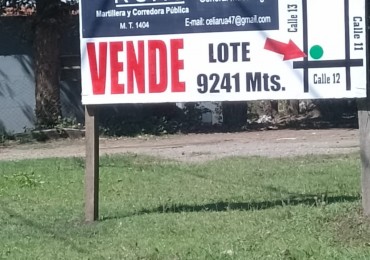 Martillera y Corredora Pública
M. T. 1404
E-mail: celiarua47@gmail.com
VENDE
LOTE
9241 Mts.
Calle 13
Calle 11
Calle 12